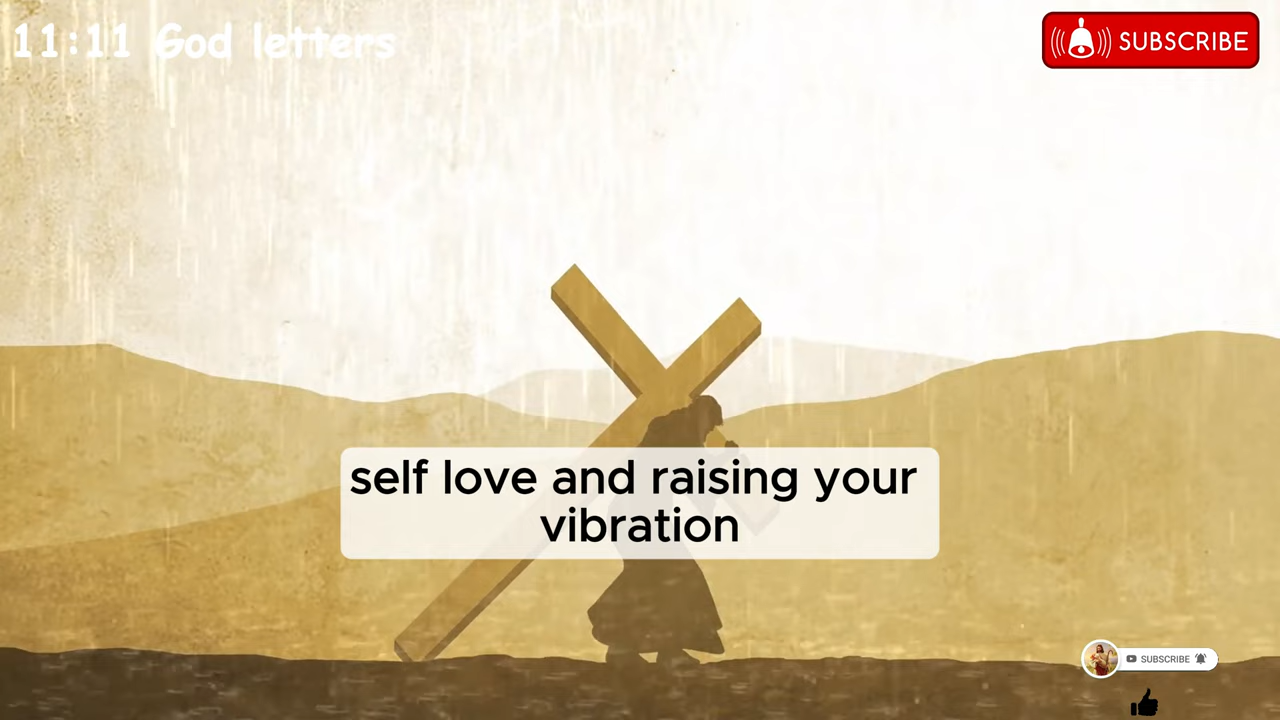 11:11 God letters
SUBSCRIBE
self love and raising your
vibration
SUBSCRIBE